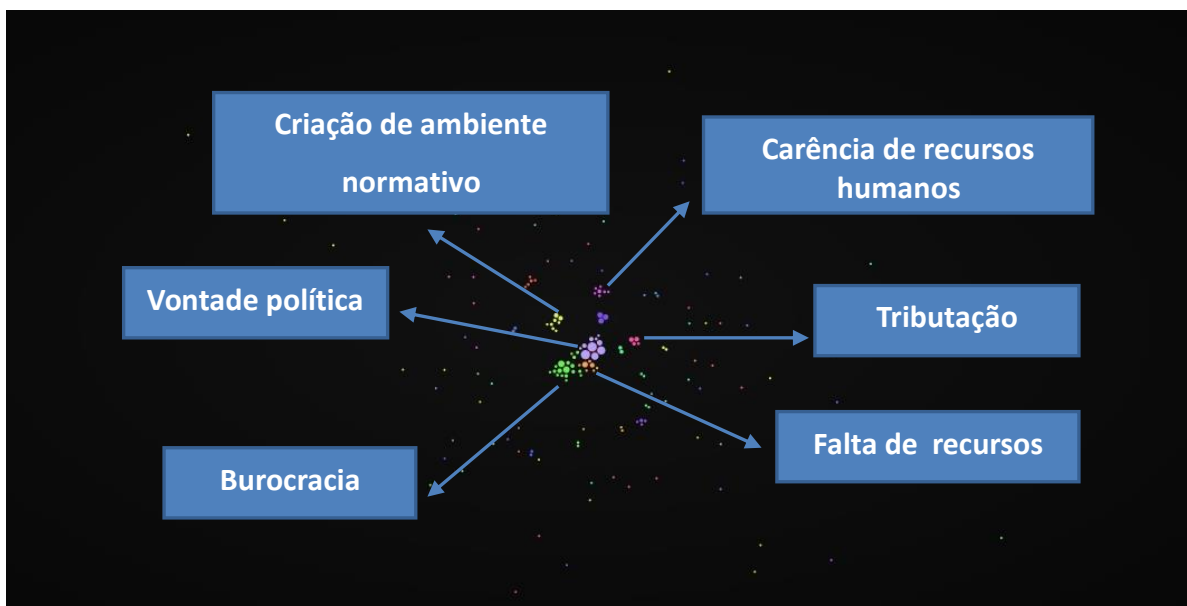 Criação de ambiente
normativo
Carência de recursos
humanos
Vontade política
Tributação
Falta de recursos
Burocracia